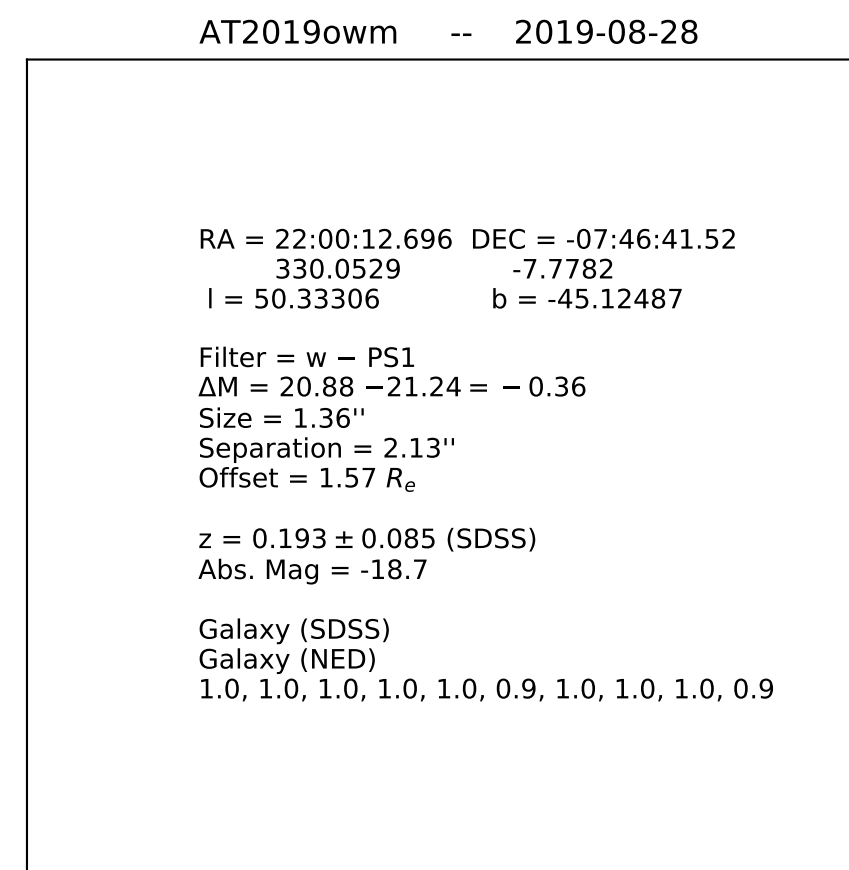 AT2019owm -- 2019-08-28
RA = 22:00:12.696 DEC = -07:46:41.52
330.0529 -7.7782
l = 50.33306 b = -45.12487
Filter = w − PS1
ΔM = 20.88 −21.24 = − 0.36
Size = 1.36''
Separation = 2.13''
Offset = 1.57 Rₑ
z = 0.193 ± 0.085 (SDSS)
Abs. Mag = -18.7
Galaxy (SDSS)
Galaxy (NED)
1.0, 1.0, 1.0, 1.0, 1.0, 0.9, 1.0, 1.0, 1.0, 0.9